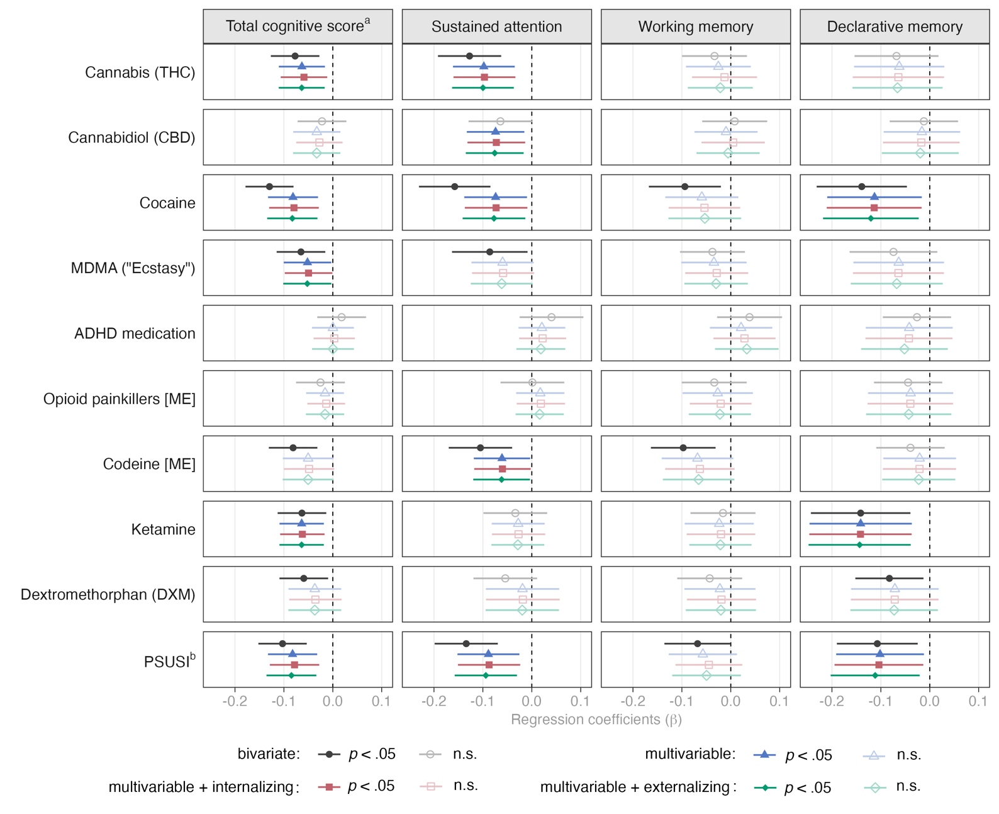 Total cognitive scoreᵃ Sustained attention Working memory Declarative memory
Cannabis (THC)
Cannabidiol (CBD)
Cocaine
MDMA ("Ecstasy")
ADHD medication
Opioid painkillers [ME]
Codeine [ME]
Ketamine
Dextromethorphan (DXM)
PSUSIᵇ
-0.2 -0.1 0.0 0.1 -0.2 -0.1 0.0 0.1 -0.2 -0.1 0.0 0.1 -0.2 -0.1 0.0 0.1
Regression coefficients (β)
bivariate: p < .05 n.s. multivariable: p < .05 n.s.
multivariable + internalizing: p < .05 n.s. multivariable + externalizing: p < .05 n.s.